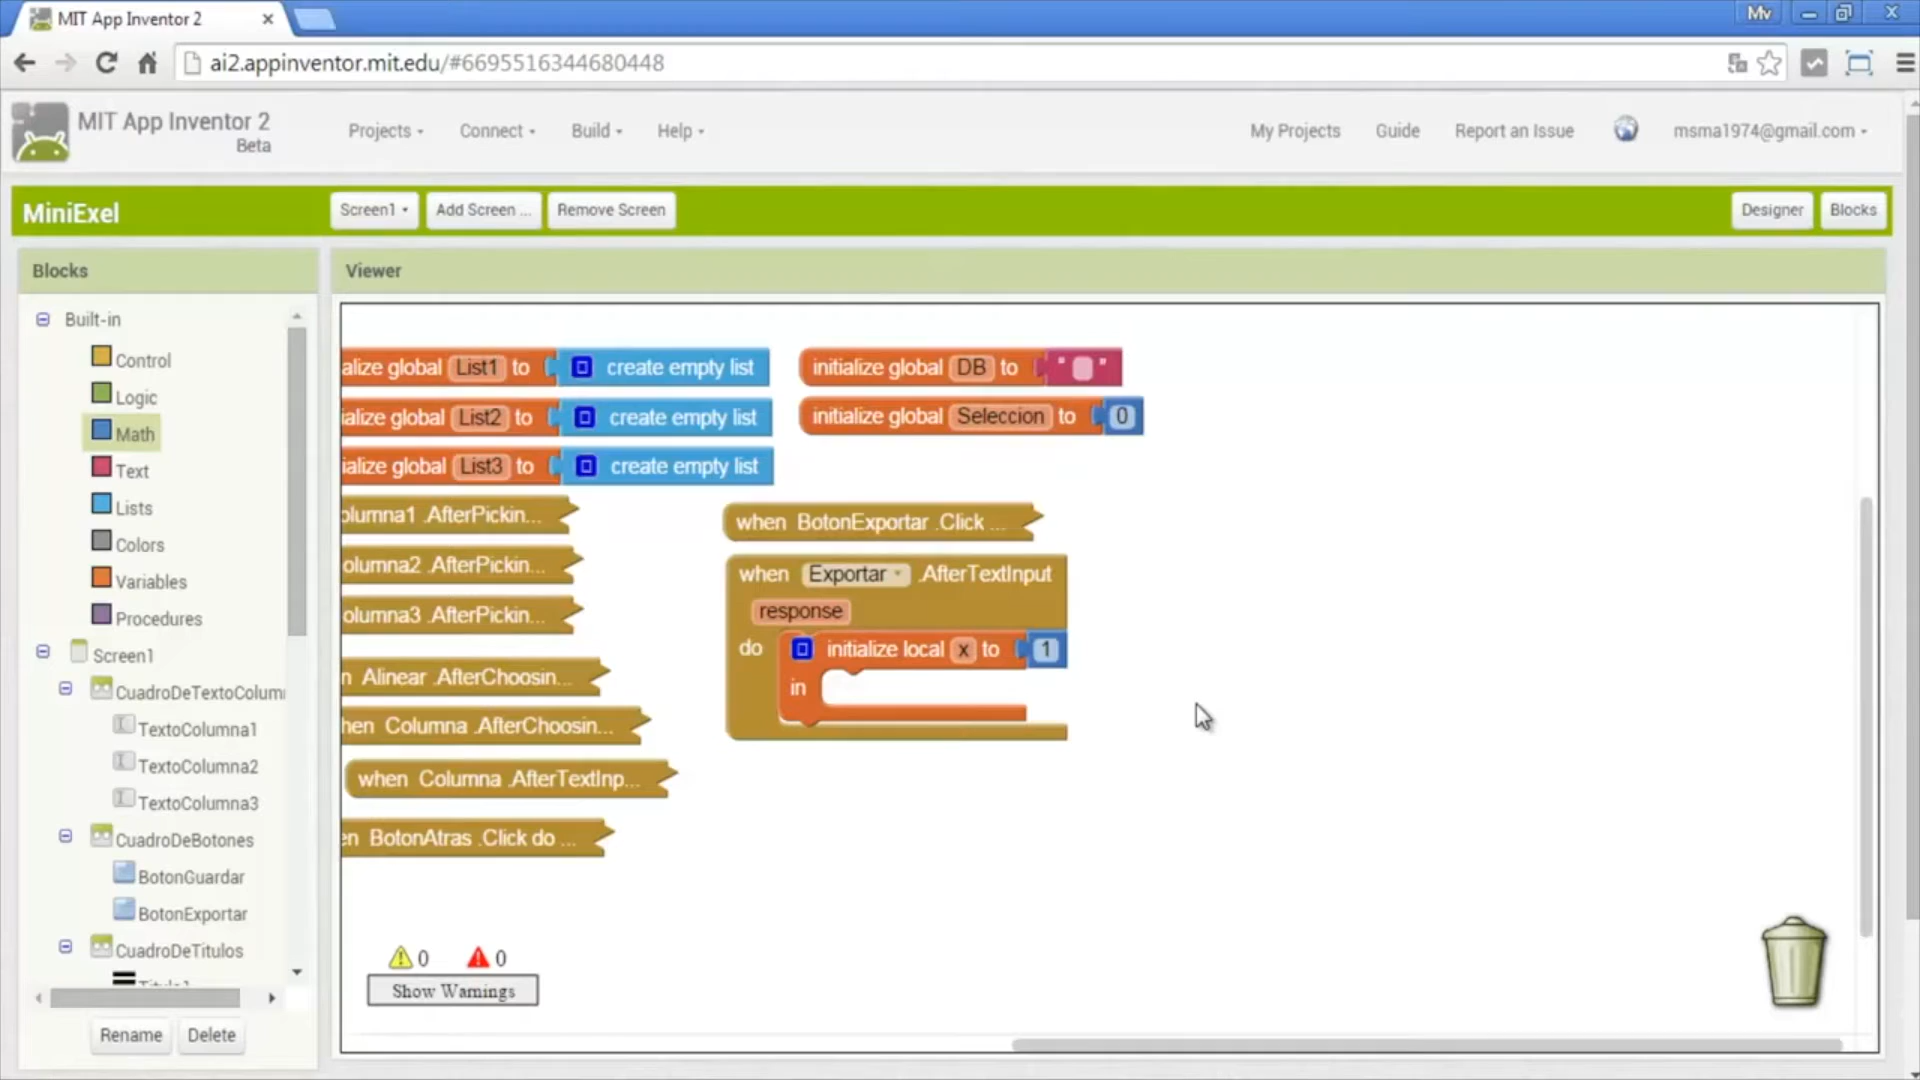 MIT App Inventor 2
Mv
ai2.appinventor.mit.edu/#6695516344680448
MIT App Inventor 2
Beta
Projects
Connect
Build
Help
My Projects
Guide
Report an Issue
msma1974@gmail.com
MiniExel
Screen1
Add Screen ...
Remove Screen
Designer
Blocks
Blocks
Viewer
Built-in
Control
Logic
Math
Text
Lists
Colors
Variables
Procedures
Screen1
CuadroDeTextoColum
TextoColumna1
TextoColumna2
TextoColumna3
CuadroDeBotones
BotonGuardar
BotonExportar
CuadroDeTitulos
Rename
Delete
alize global List1 to create empty list
ialize global List2 to create empty list
ialize global List3 to create empty list
initialize global DB to " "
initialize global Seleccion to 0
olumna1 .AfterPickin...
olumna2 .AfterPickin...
olumna3 .AfterPickin...
n Alinear .AfterChoosin...
hen Columna .AfterChoosin...
when Columna .AfterTextInp...
en BotonAtras .Click do ...
when BotonExportar .Click ...
when Exportar .AfterTextInput
response
do initialize local x to 1
in
0
0
Show Warnings